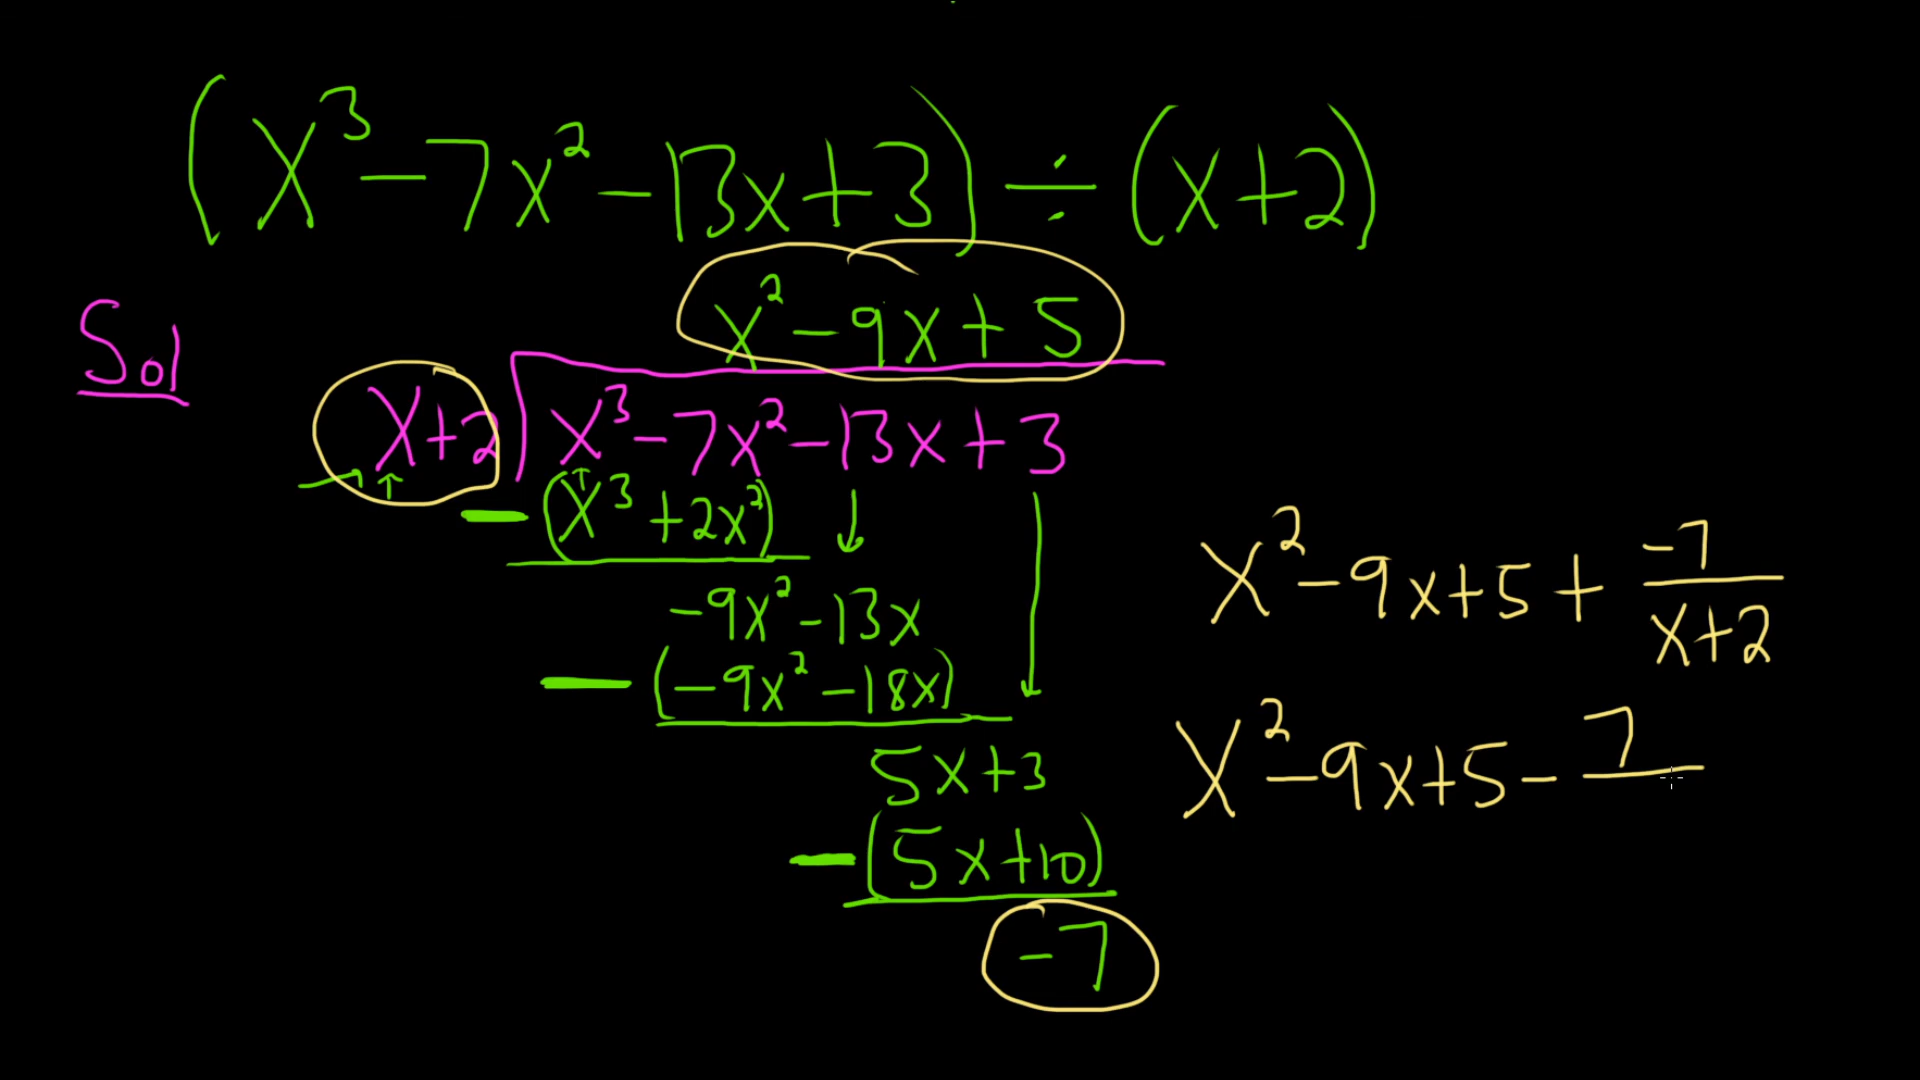 (x³ - 7x² - 13x + 3) ÷ (x + 2)
Sol
x² - 9x + 5
x + 2 x³ - 7x² - 13x + 3
- (x³ + 2x²)
-9x² - 13x
- (-9x² - 18x)
5x + 3
- (5x + 10)
-7
x² - 9x + 5 + -7/x + 2
x² - 9x + 5 - 7/